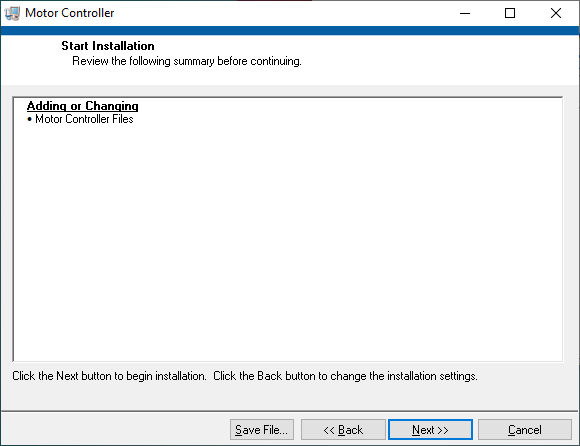 Motor Controller
Start Installation
Review the following summary before continuing.
Adding or Changing
• Motor Controller Files
Click the Next button to begin installation.  Click the Back button to change the installation settings.
Save File...
<< Back
Next >>
Cancel